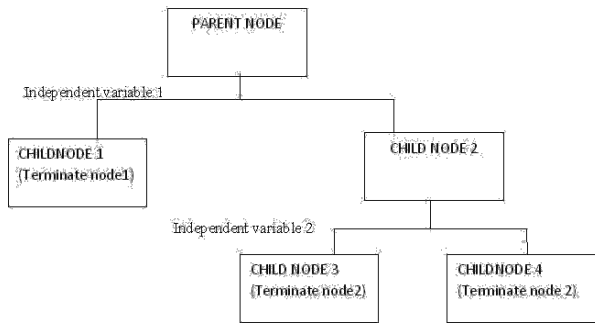 PARENT NODE
Independent variable 1
CHILDNODE 1
(Terminate node1)
CHILD NODE 2
Independent variable 2
CHILD NODE 3
(Terminate node2)
CHILDNODE 4
(Terminate node 2)